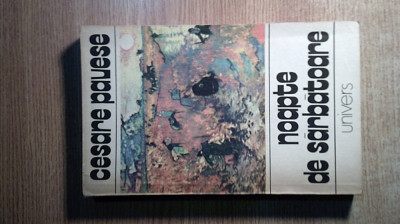 cesare pavese
noapte
de sărbătoare
univers